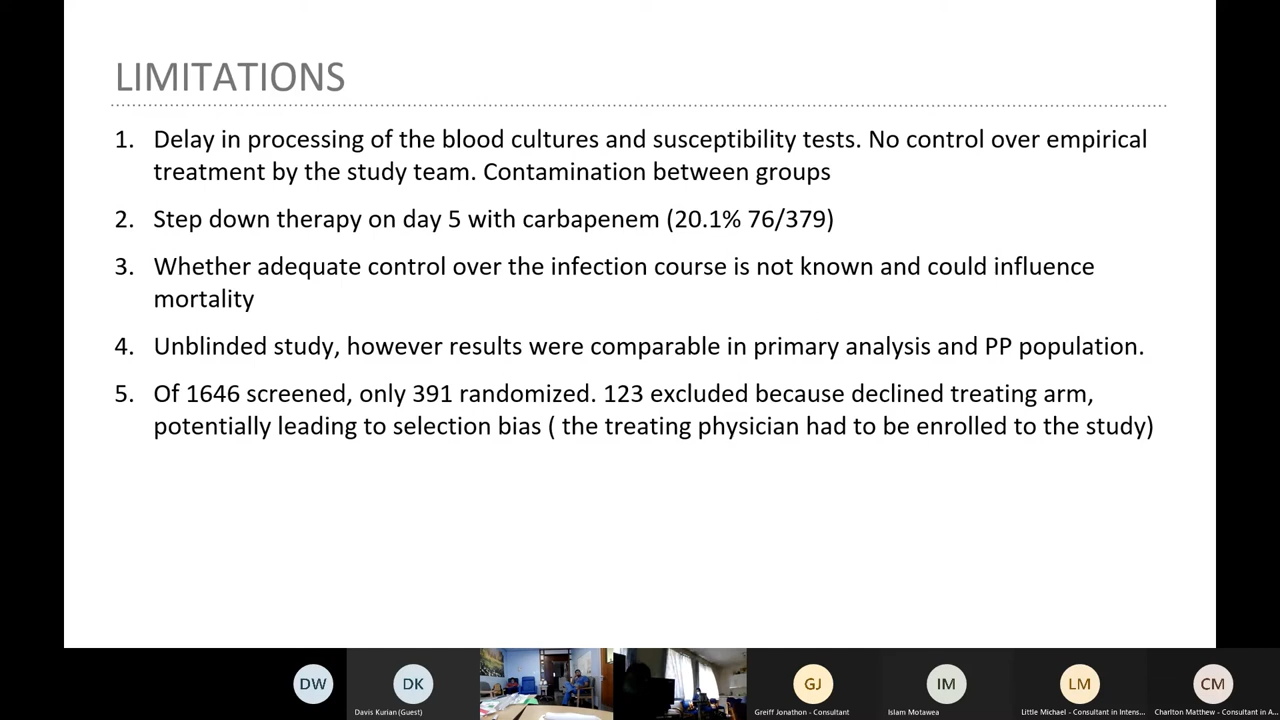 LIMITATIONS
1. Delay in processing of the blood cultures and susceptibility tests. No control over empirical
treatment by the study team. Contamination between groups
2. Step down therapy on day 5 with carbapenem (20.1% 76/379)
3. Whether adequate control over the infection course is not known and could influence
mortality
4. Unblinded study, however results were comparable in primary analysis and PP population.
5. Of 1646 screened, only 391 randomized. 123 excluded because declined treating arm,
potentially leading to selection bias ( the treating physician had to be enrolled to the study)
DW
DK
GJ
IM
LM
CM
Davis Kurian (Guest)
Greiff Jonathon - Consultant
Islam Motawea
Little Michael - Consultant in Intens...
Charlton Matthew - Consultant in A...